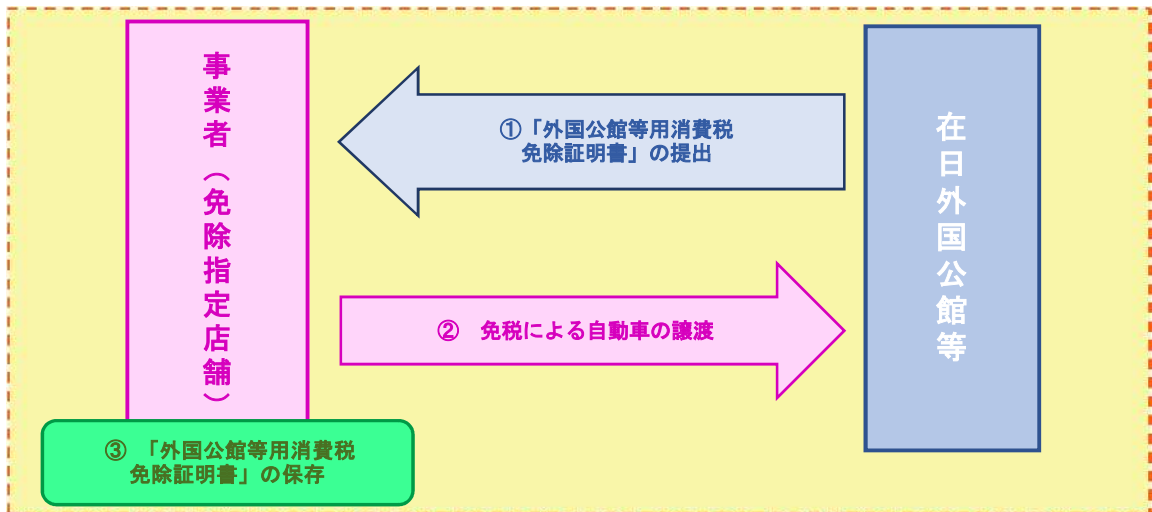 事業者（免除指定店舗）
①「外国公館等用消費税
免除証明書」の提出
② 免税による自動車の譲渡
在日外国公館等
③ 「外国公館等用消費税
免除証明書」の保存